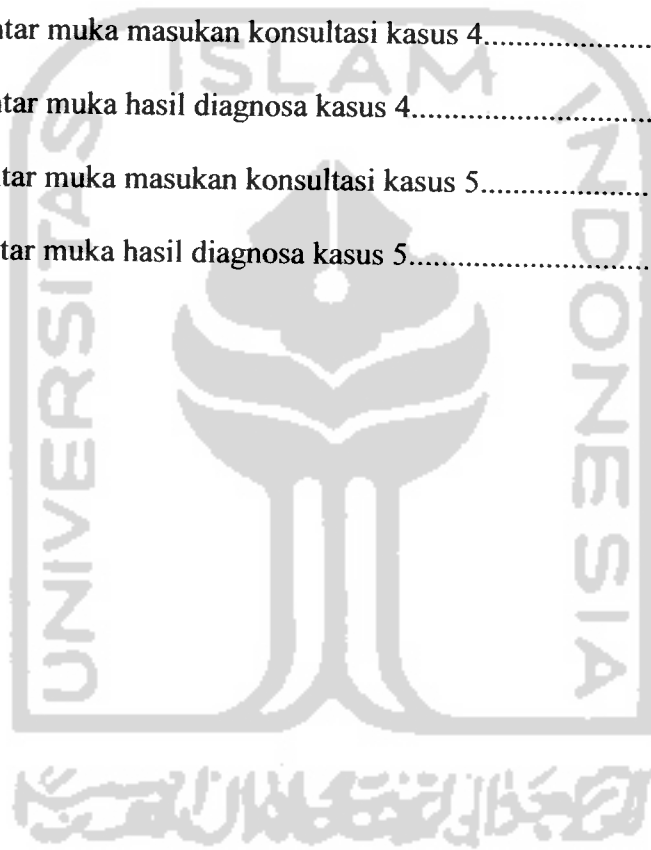 tar muka masukan konsultasi kasus 4......................
tar muka hasil diagnosa kasus 4..............................
tar muka masukan konsultasi kasus 5......................
tar muka hasil diagnosa kasus 5..............................
UNIVERSITAS
ISLAM
INDONESIA